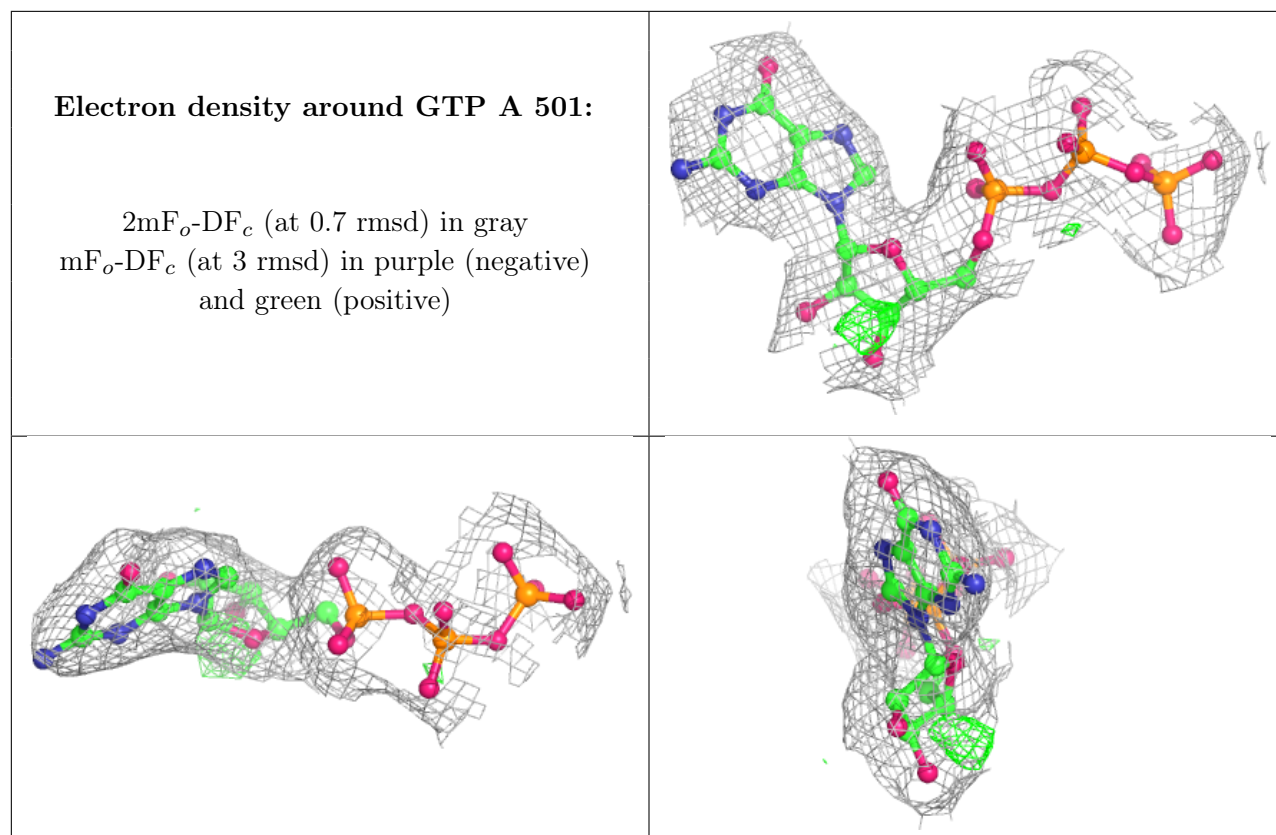 Electron density around GTP A 501:
2mFo-DFc (at 0.7 rmsd) in gray
mFo-DFc (at 3 rmsd) in purple (negative)
and green (positive)